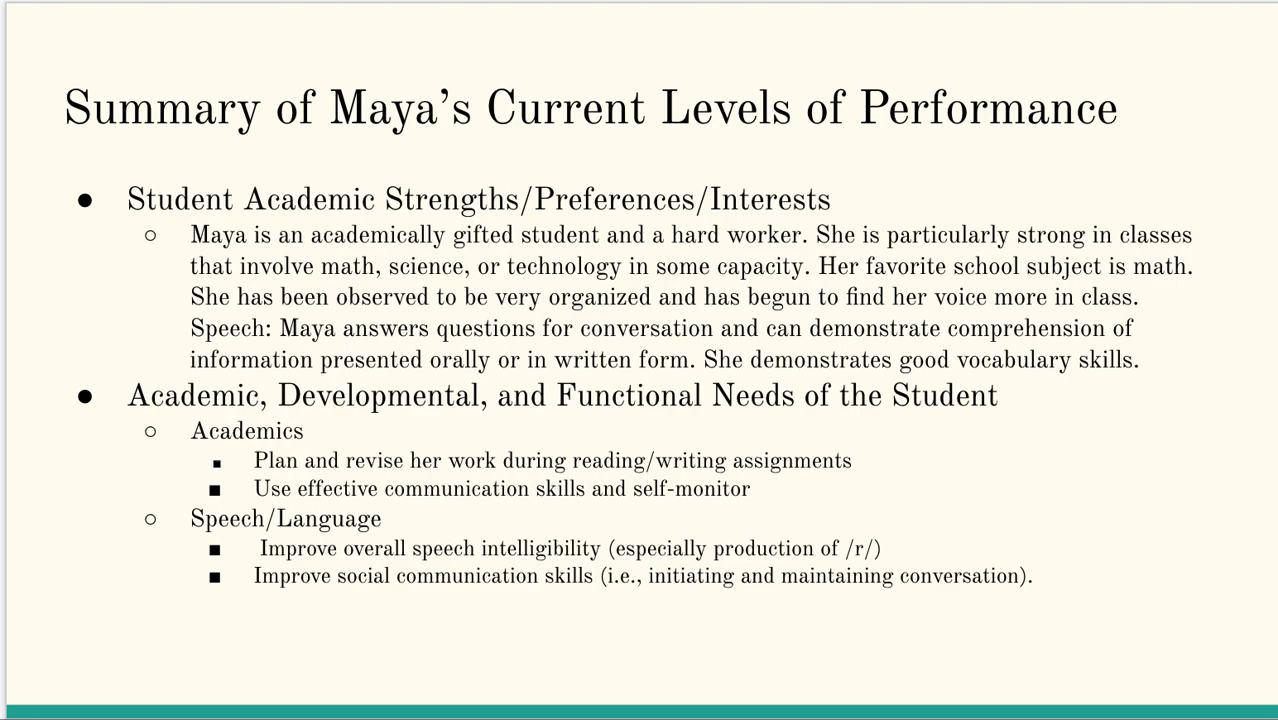 Summary of Maya’s Current Levels of Performance
● Student Academic Strengths/Preferences/Interests
○ Maya is an academically gifted student and a hard worker. She is particularly strong in classes
that involve math, science, or technology in some capacity. Her favorite school subject is math.
She has been observed to be very organized and has begun to find her voice more in class.
Speech: Maya answers questions for conversation and can demonstrate comprehension of
information presented orally or in written form. She demonstrates good vocabulary skills.
● Academic, Developmental, and Functional Needs of the Student
○ Academics
■ Plan and revise her work during reading/writing assignments
■ Use effective communication skills and self-monitor
○ Speech/Language
■ Improve overall speech intelligibility (especially production of /r/)
■ Improve social communication skills (i.e., initiating and maintaining conversation).